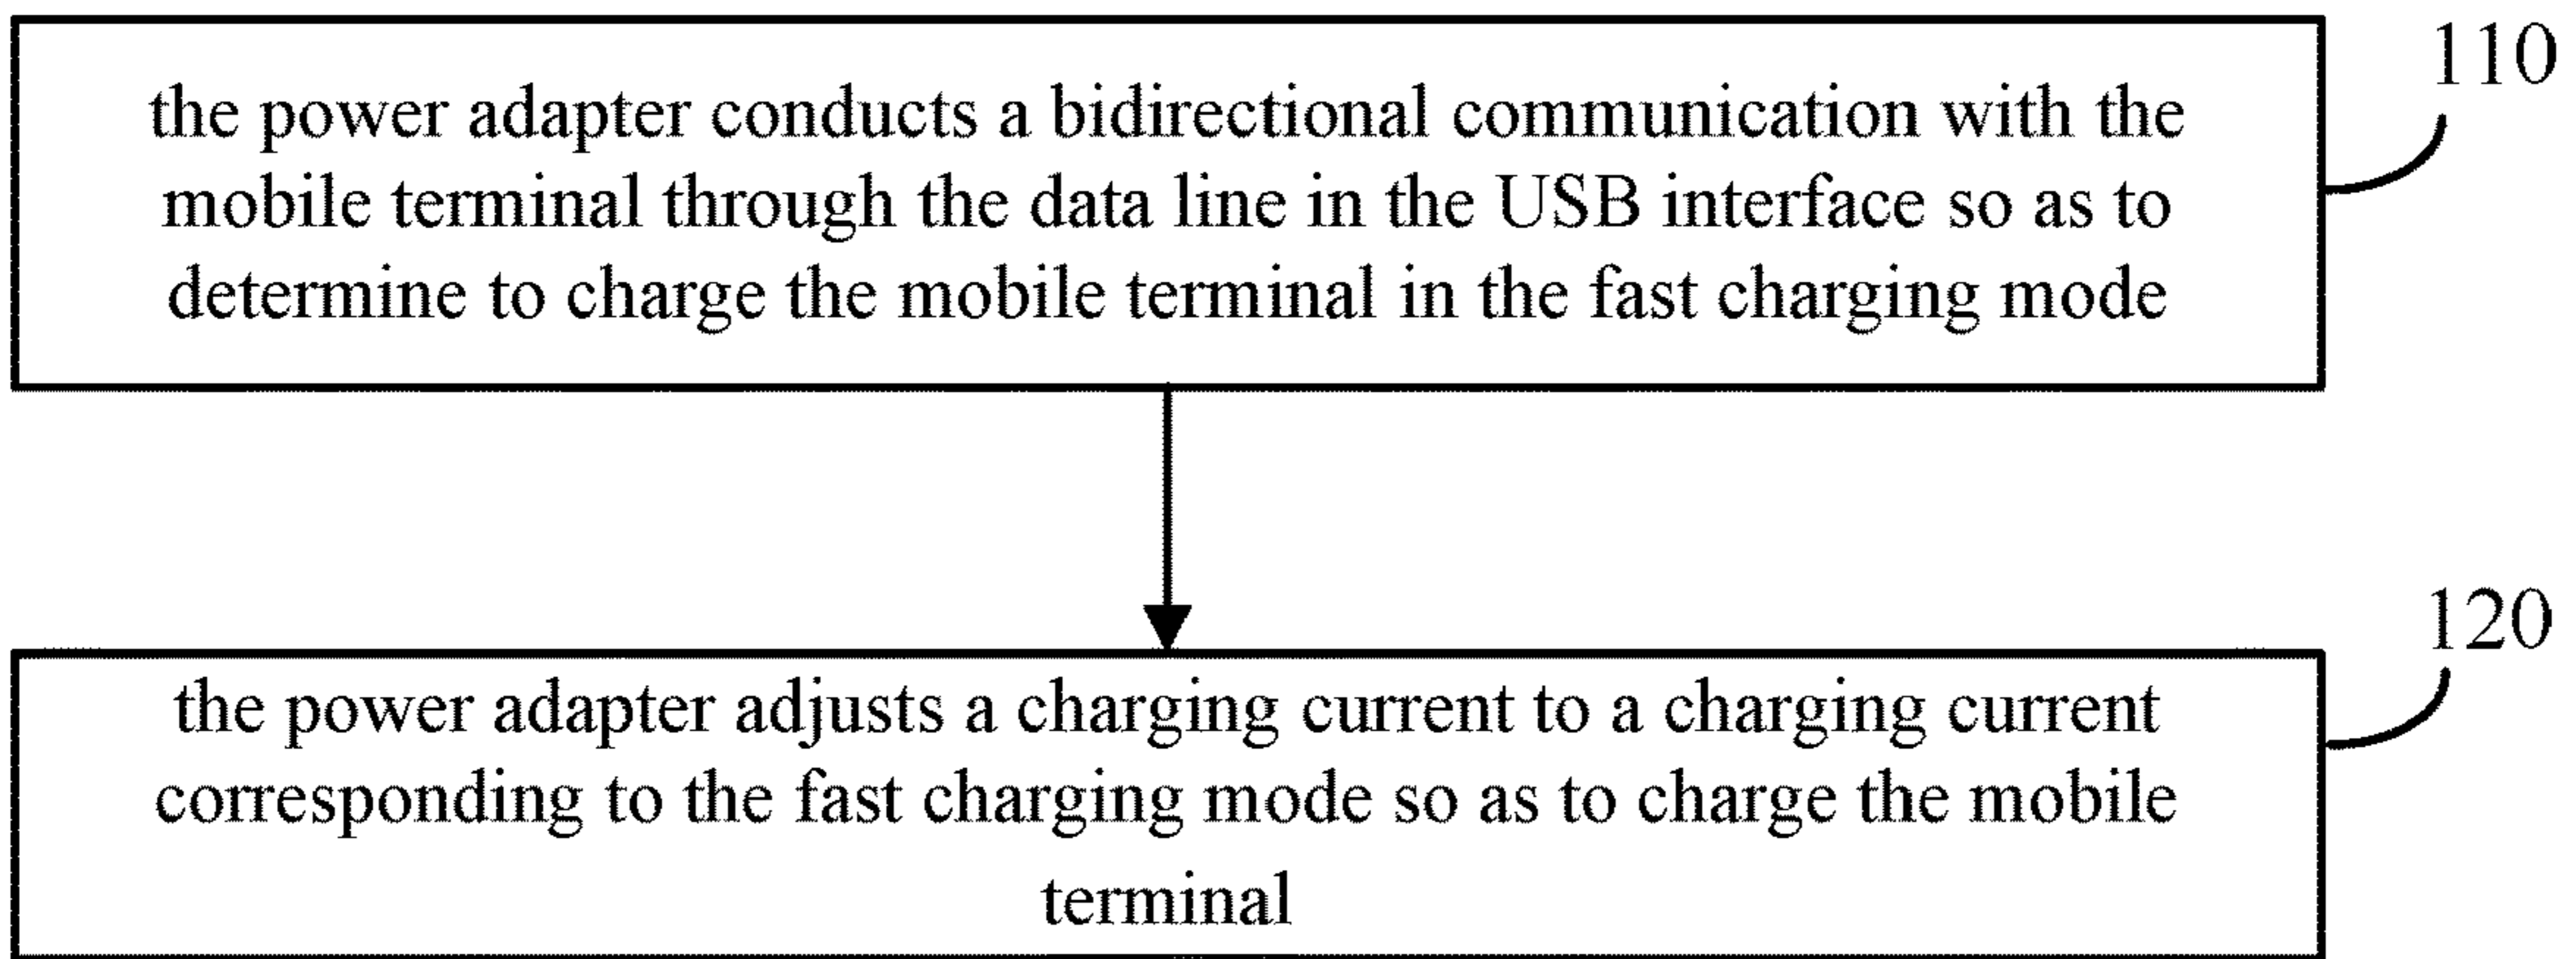 110
the power adapter conducts a bidirectional communication with the
mobile terminal through the data line in the USB interface so as to
determine to charge the mobile terminal in the fast charging mode
120
the power adapter adjusts a charging current to a charging current
corresponding to the fast charging mode so as to charge the mobile
terminal